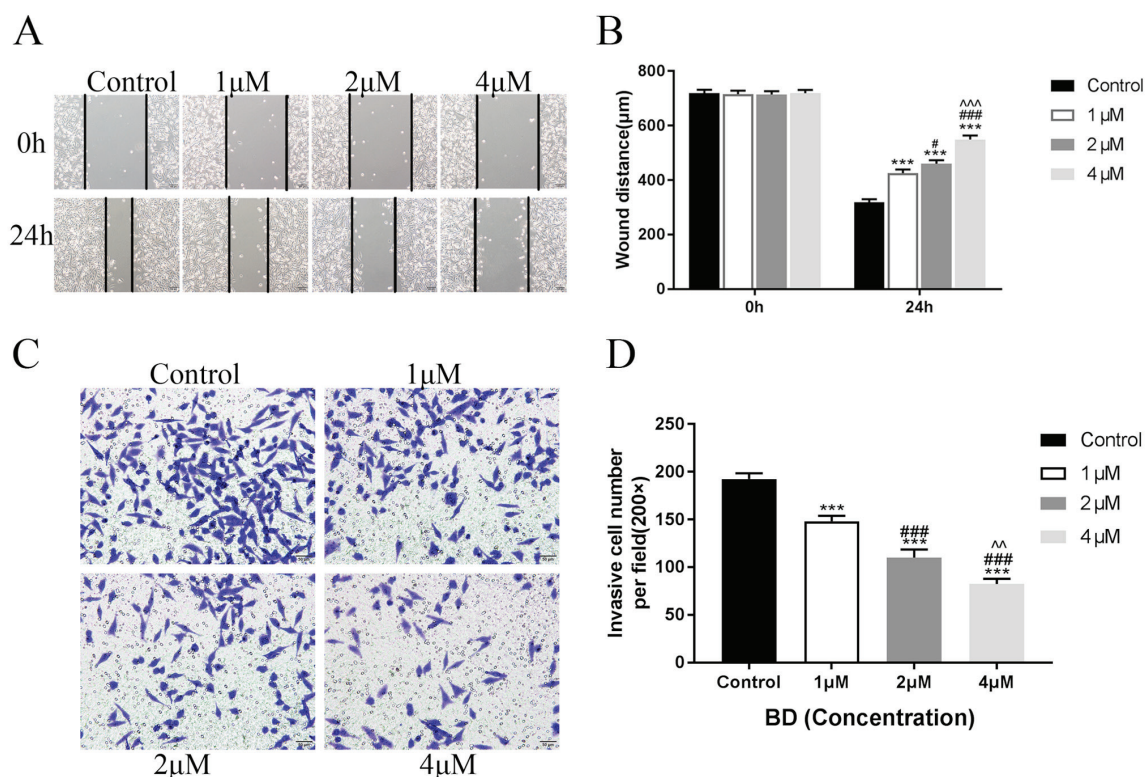 A
Control 1μM 2μM 4μM
0h
24h
B
Wound distance(μm)
800
600
400
200
0
*** 
#
***
^^^
###
***
0h 24h
Control
1 μM
2 μM
4 μM
C
Control 1μM
2μM 4μM
D
Invasive cell number
per field(200×)
250
200
150
100
50
0
***
###
***
^^
###
***
Control 1μM 2μM 4μM
BD (Concentration)
Control
1 μM
2 μM
4 μM